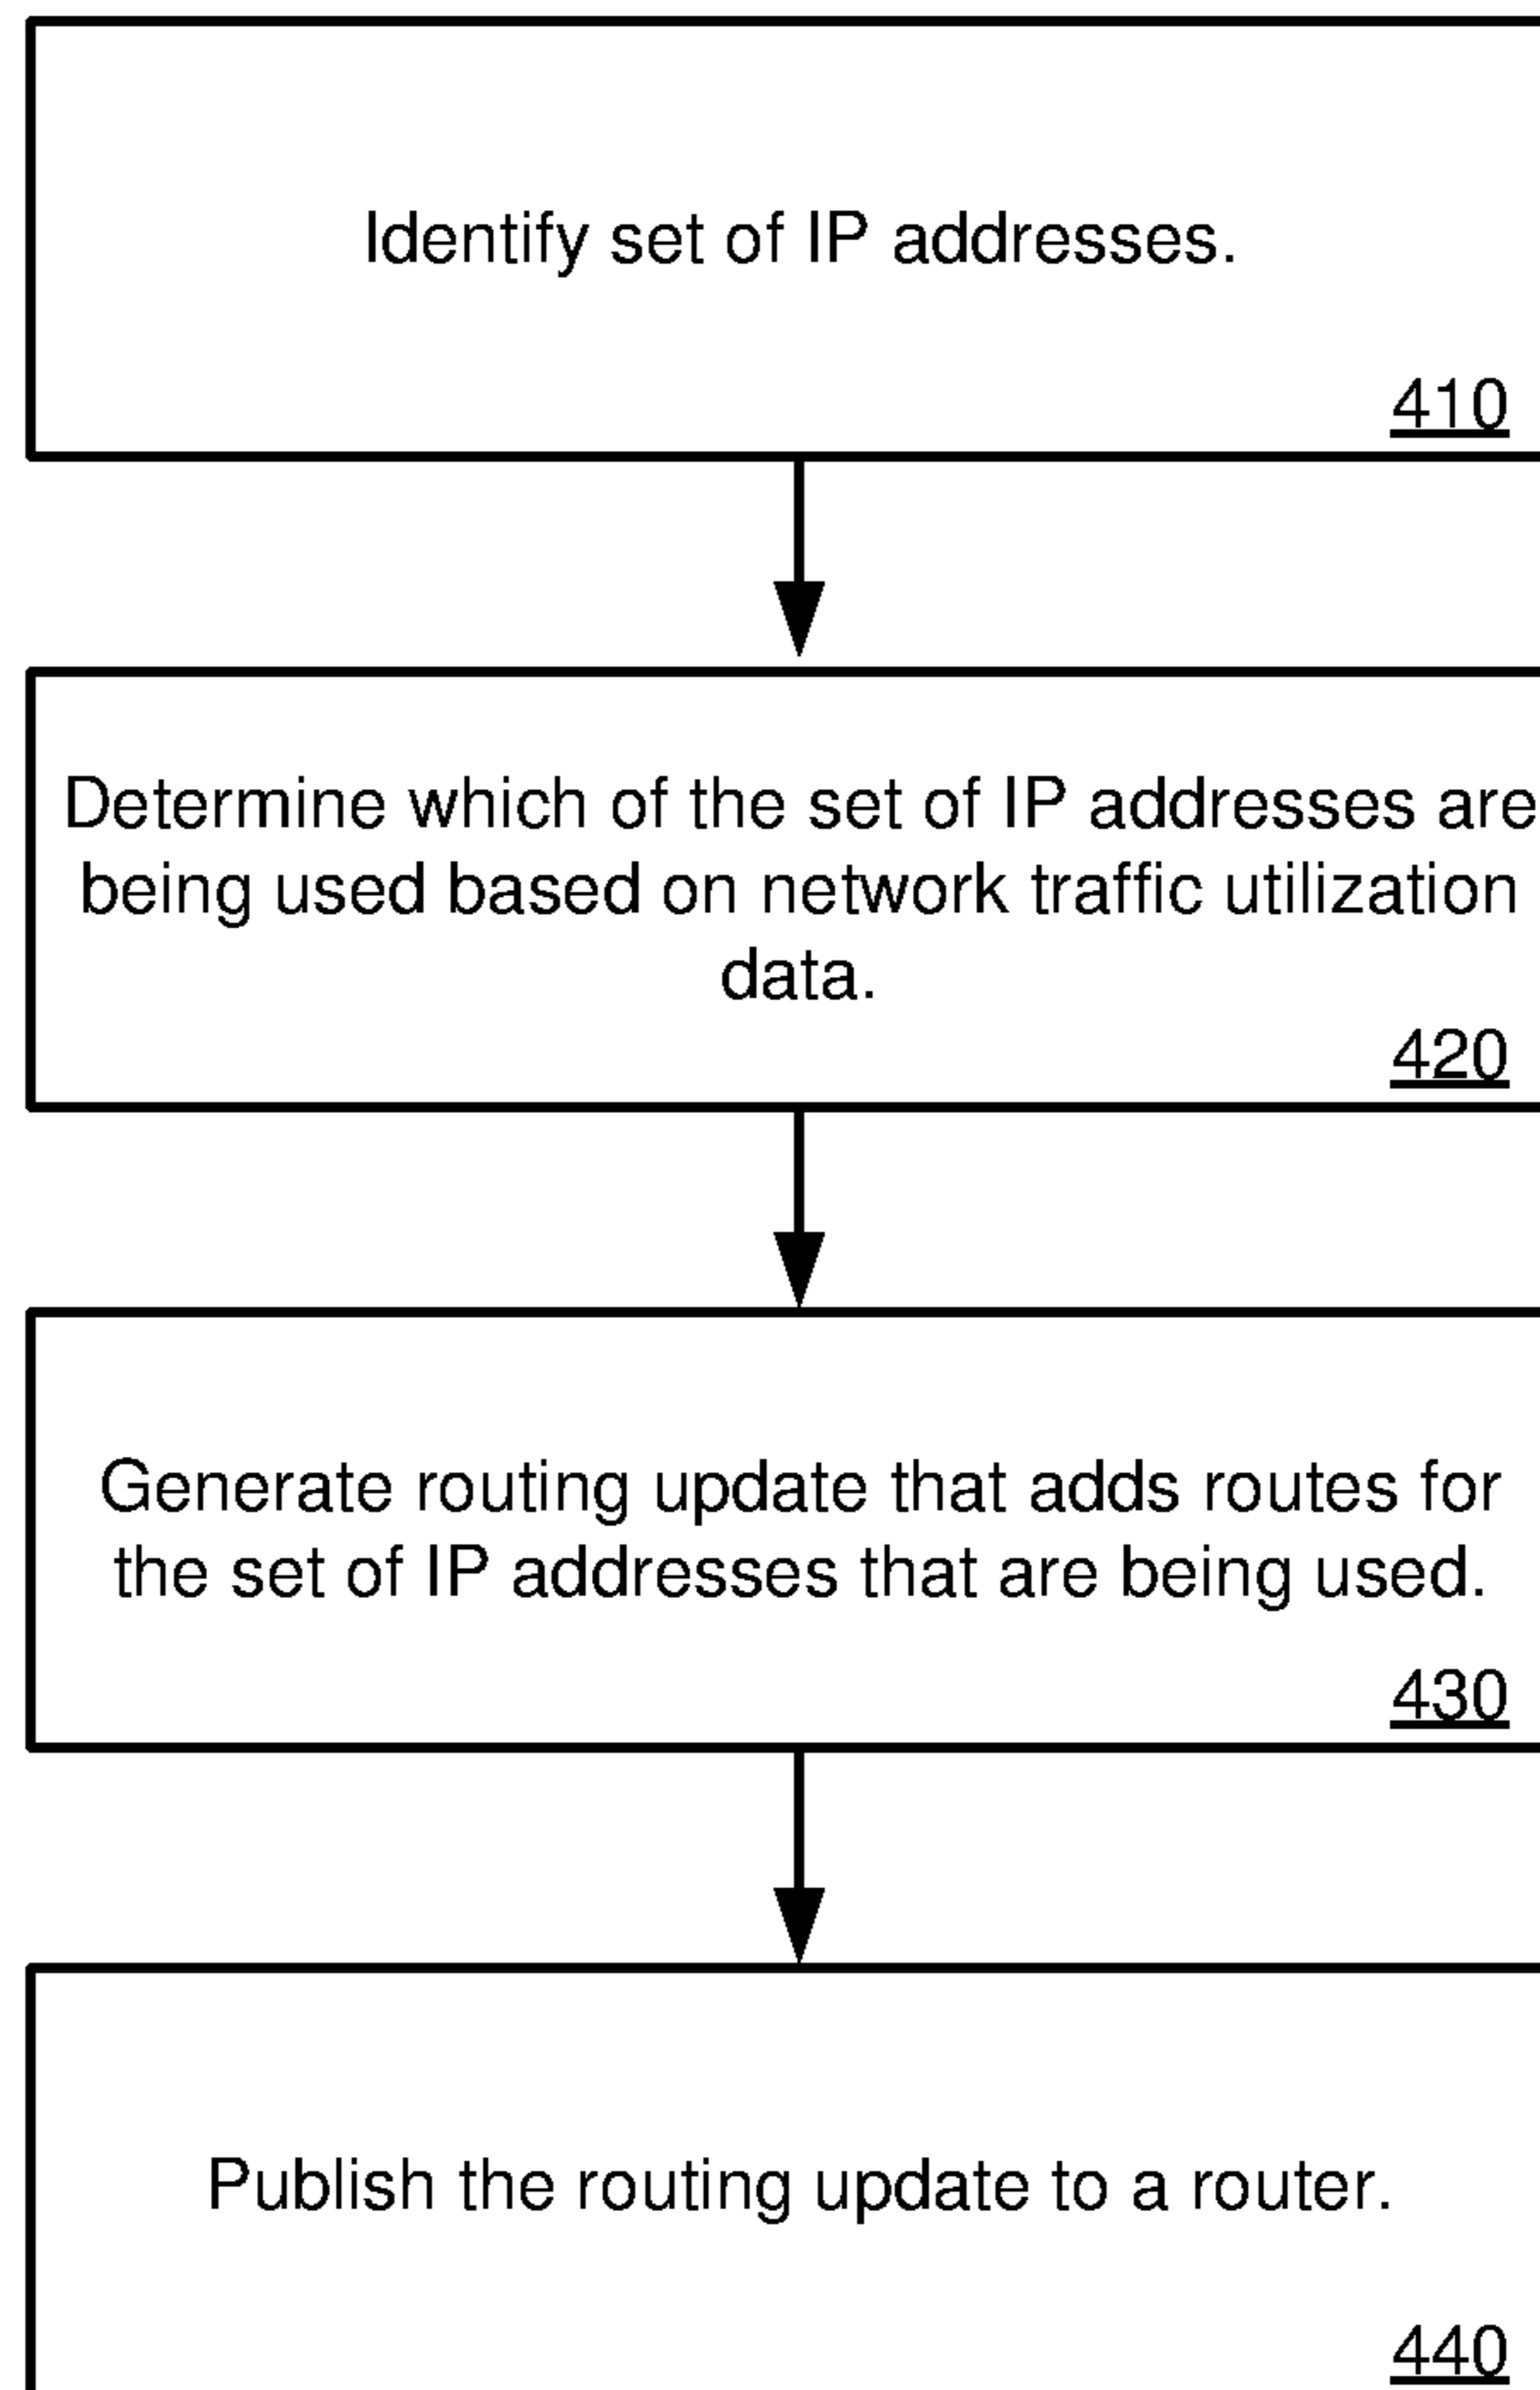 Identify set of IP addresses.
410
Determine which of the set of IP addresses are
being used based on network traffic utilization
data.
420
Generate routing update that adds routes for
the set of IP addresses that are being used.
430
Publish the routing update to a router.
440